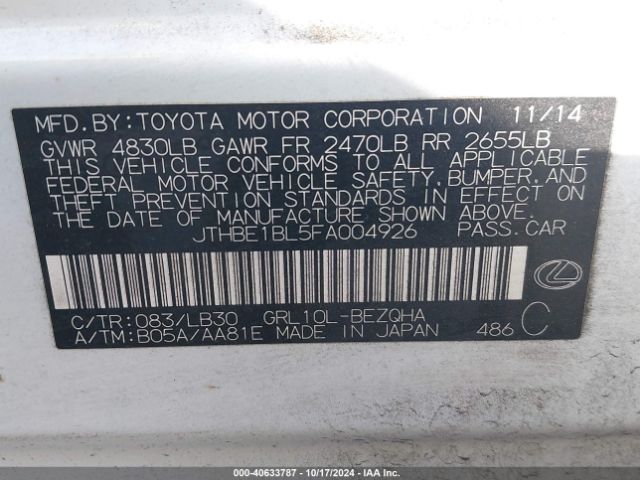 MFD.BY:TOYOTA MOTOR CORPORATION 11/14
GVWR 4830LB GAWR FR 2470LB RR 2655LB
THIS VEHICLE CONFORMS TO ALL APPLICABLE
FEDERAL MOTOR VEHICLE SAFETY,BUMPER,AND
THEFT PREVENTION STANDARDS IN EFFECT ON
THE DATE OF MANUFACTURE SHOWN ABOVE.
JTHBE1BL5FA004926 PASS.CAR
C/TR:083/LB30 GRL10L-BEZQHA
A/TM:B05A/AA81E MADE IN JAPAN 486 C
000-40633787 - 10/17/2024 - IAA Inc.